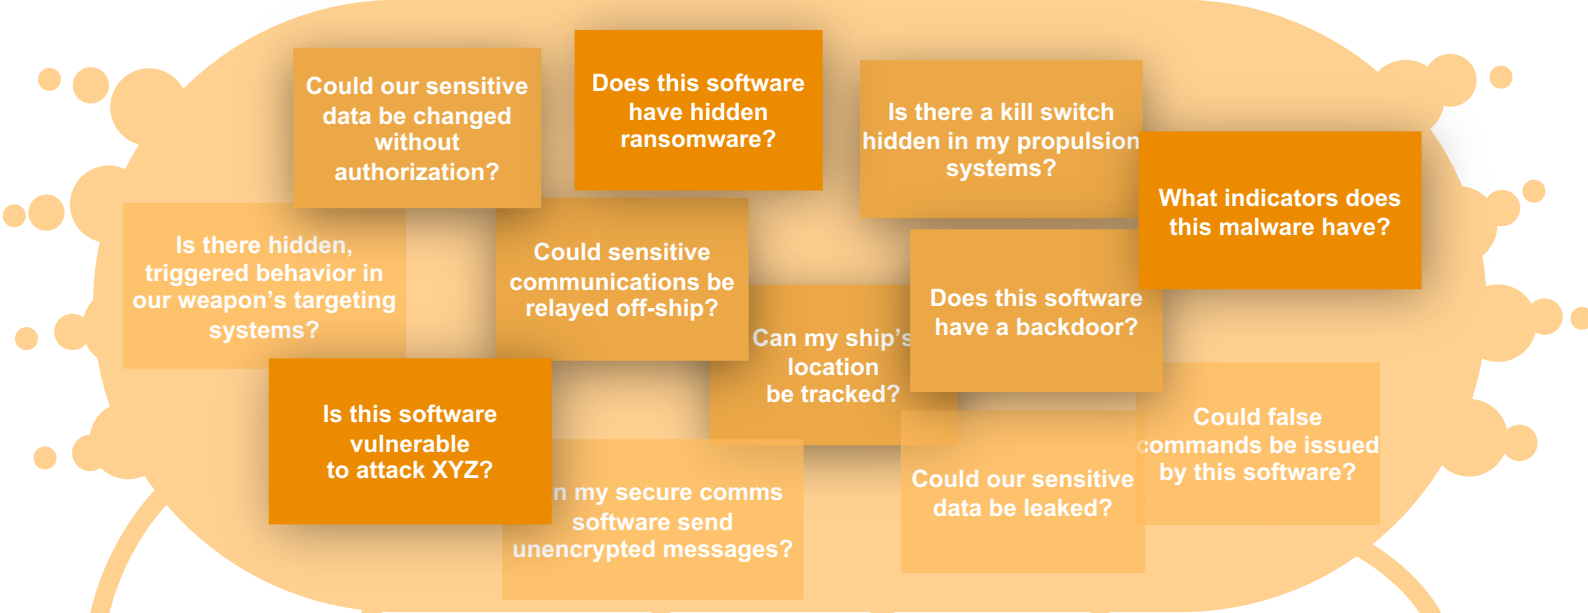 Could our sensitive
data be changed
without
authorization?
Does this software
have hidden
ransomware?
Is there a kill switch
hidden in my propulsion
systems?
What indicators does
this malware have?
Is there hidden,
triggered behavior in
our weapon's targeting
systems?
Could sensitive
communications be
relayed off-ship?
Can my ship's
location
be tracked?
Does this software
have a backdoor?
Is this software
vulnerable
to attack XYZ?
my secure comms
software send
unencrypted messages?
Could our sensitive
data be leaked?
Could false
commands be issued
by this software?